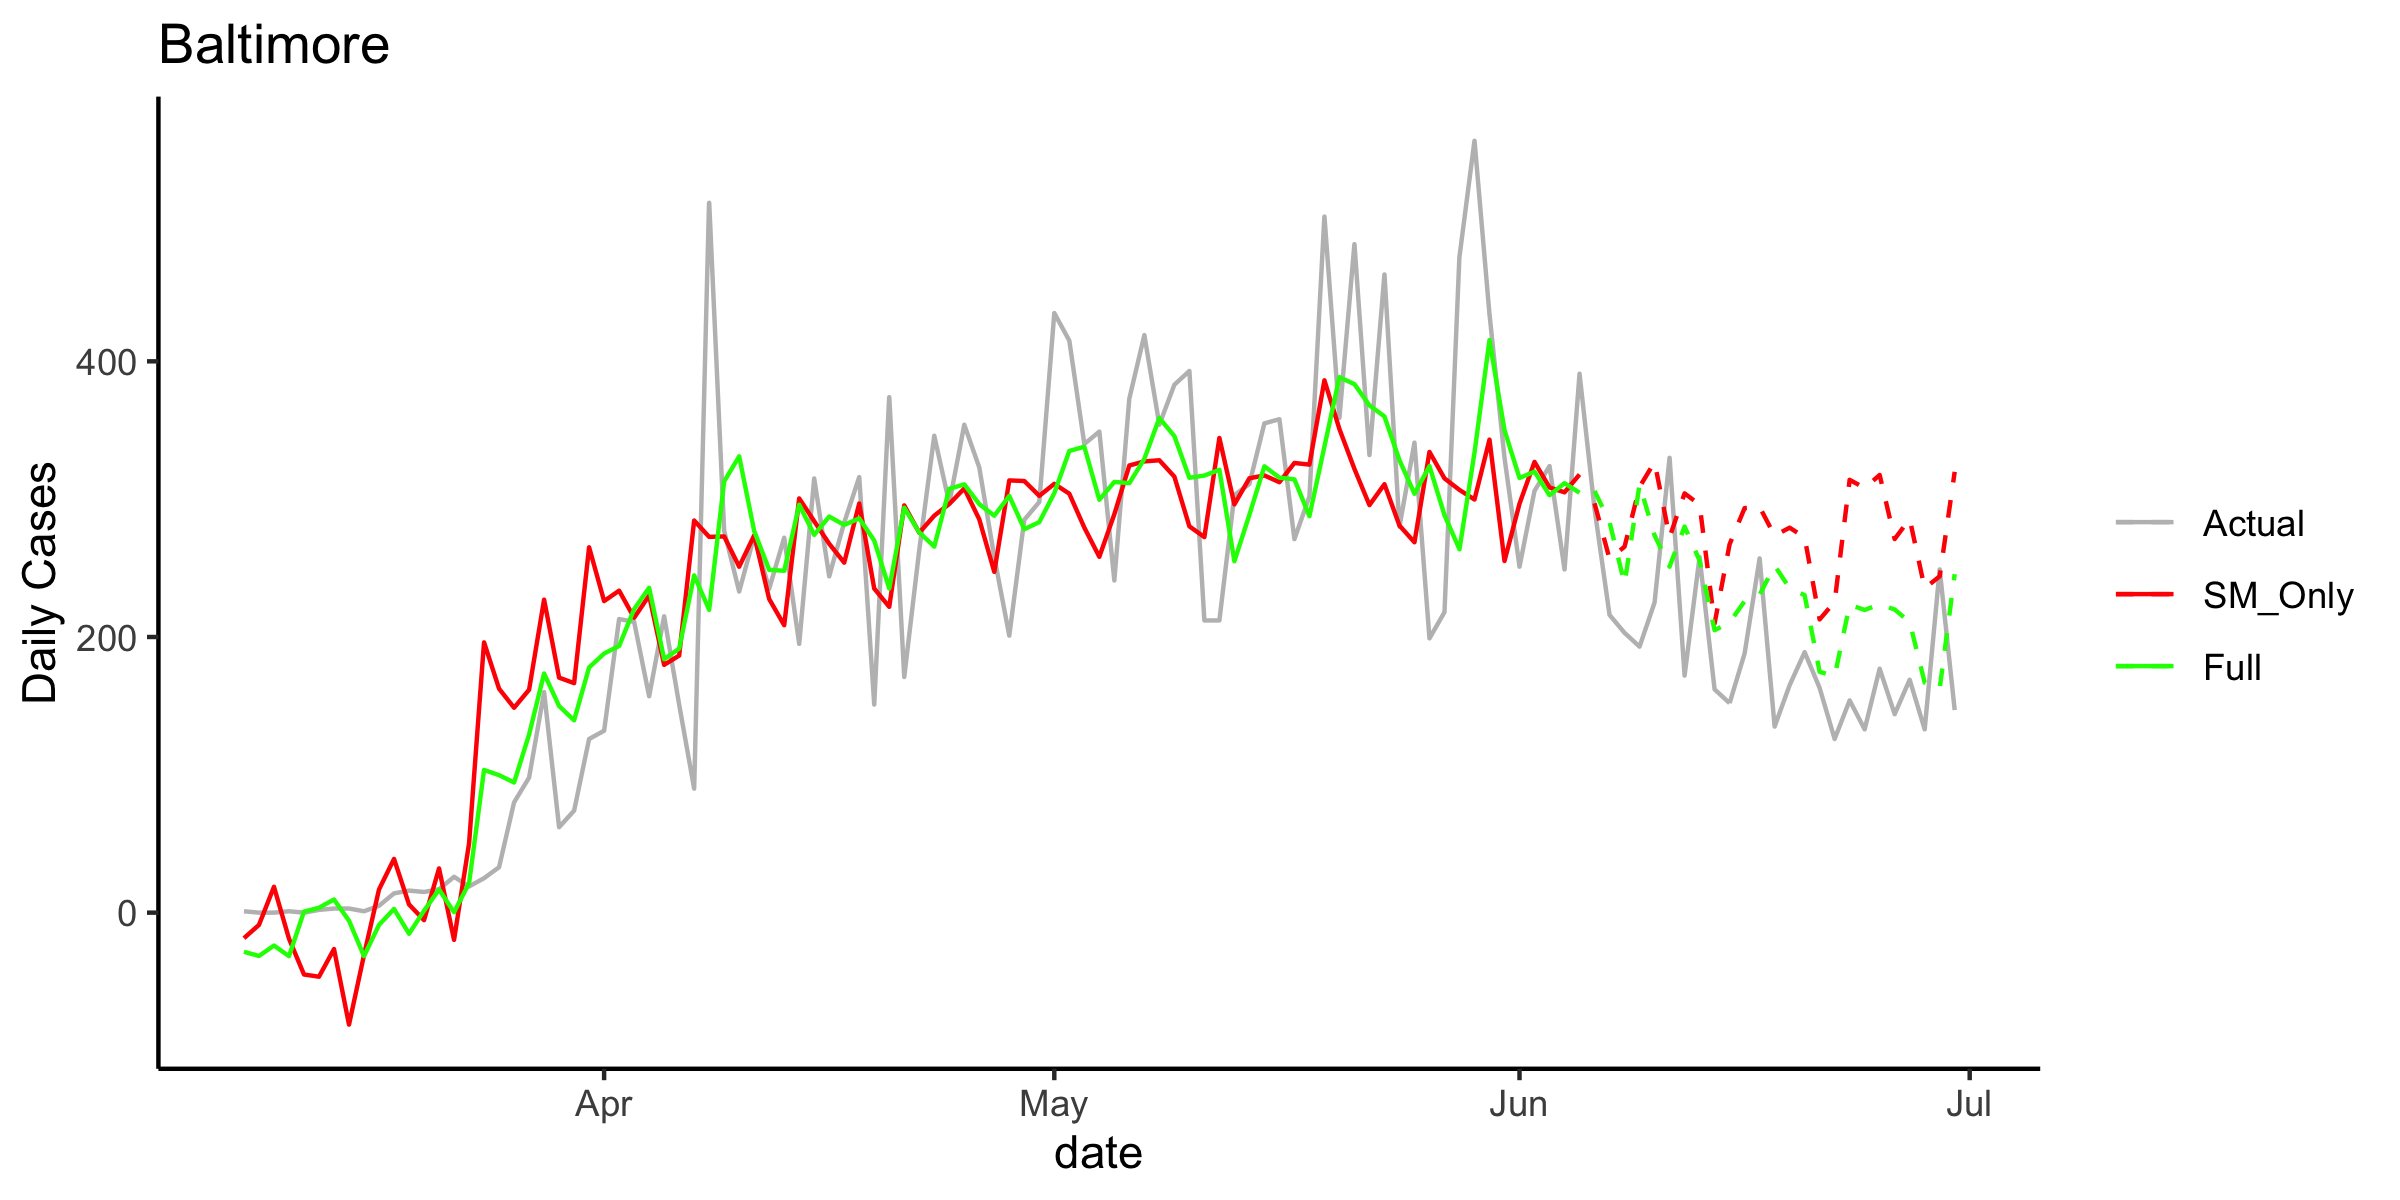 Baltimore
Daily Cases
400
200
0
Apr
May
Jun
Jul
date
Actual
SM_Only
Full